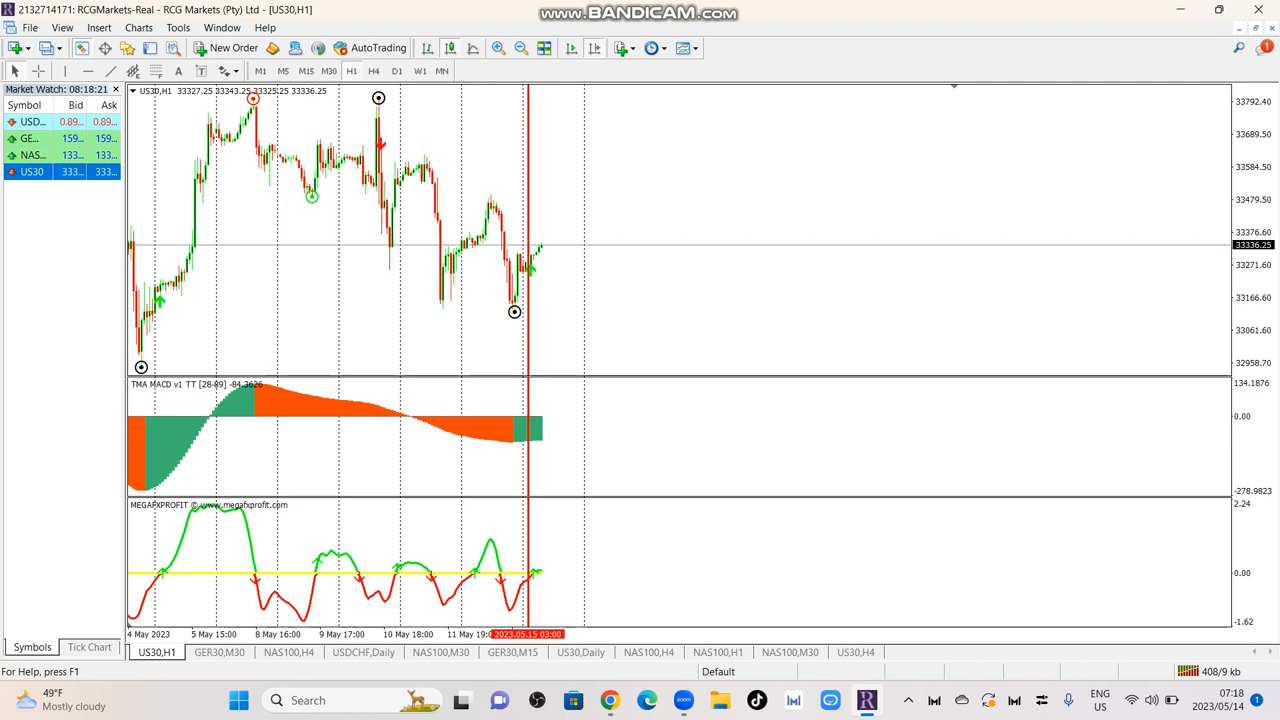 2132714171: RCGMarkets-Real - RCG Markets (Pty) Ltd - [US30,H1]
www.BANDICAM.com
File View Insert Charts Tools Window Help
New Order AutoTrading
A T M1 M5 M15 M30 H1 H4 D1 W1 MN
Market Watch: 08:18:21
Symbol Bid Ask
USD... 0.89... 0.89...
GE... 159... 159...
NAS... 133... 133...
US30 333... 333...
Symbols Tick Chart
US30,H1 33327.25 33343.25 33325.25 33336.25
33792.40
33689.50
33584.50
33479.50
33376.60
33336.25
33271.60
33166.60
33061.60
32958.70
TMA MACD v1 TT [28-89] -84.3626
134.1876
0.00
-278.9823
MEGAFXPROFIT © www.megafxprofit.com
2.24
0.00
-1.62
4 May 2023 5 May 15:00 8 May 16:00 9 May 17:00 10 May 18:00 11 May 19:0 2023.05.15 03:00
US30,H1 GER30,M30 NAS100,H4 USDCHF,Daily NAS100,M30 GER30,M15 US30,Daily NAS100,H4 NAS100,H1 NAS100,M30 US30,H4
For Help, press F1 Default 408/9 kb
49°F
Mostly cloudy
Search
zoom
ENG
US
07:18
2023/05/14
1